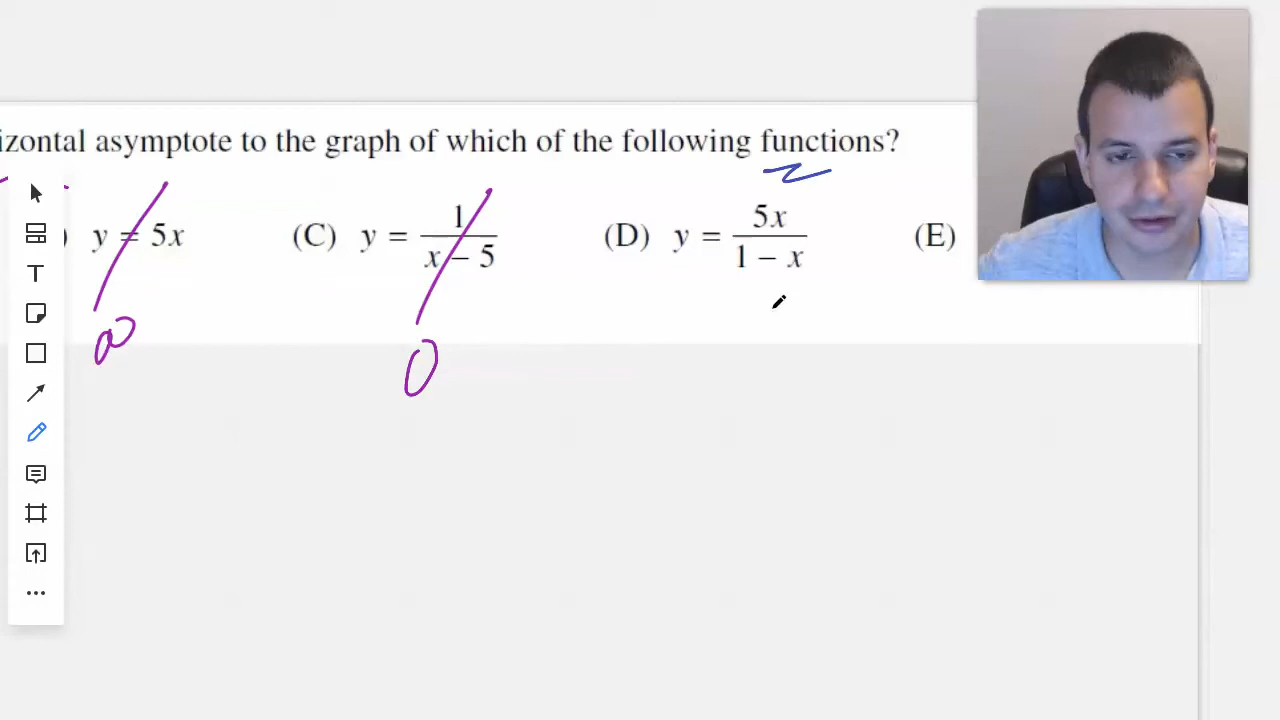 izontal asymptote to the graph of which of the following functions?
) y = 5x (C) y = 1/(x − 5) (D) y = 5x/(1 − x) (E)
∞ 0
T